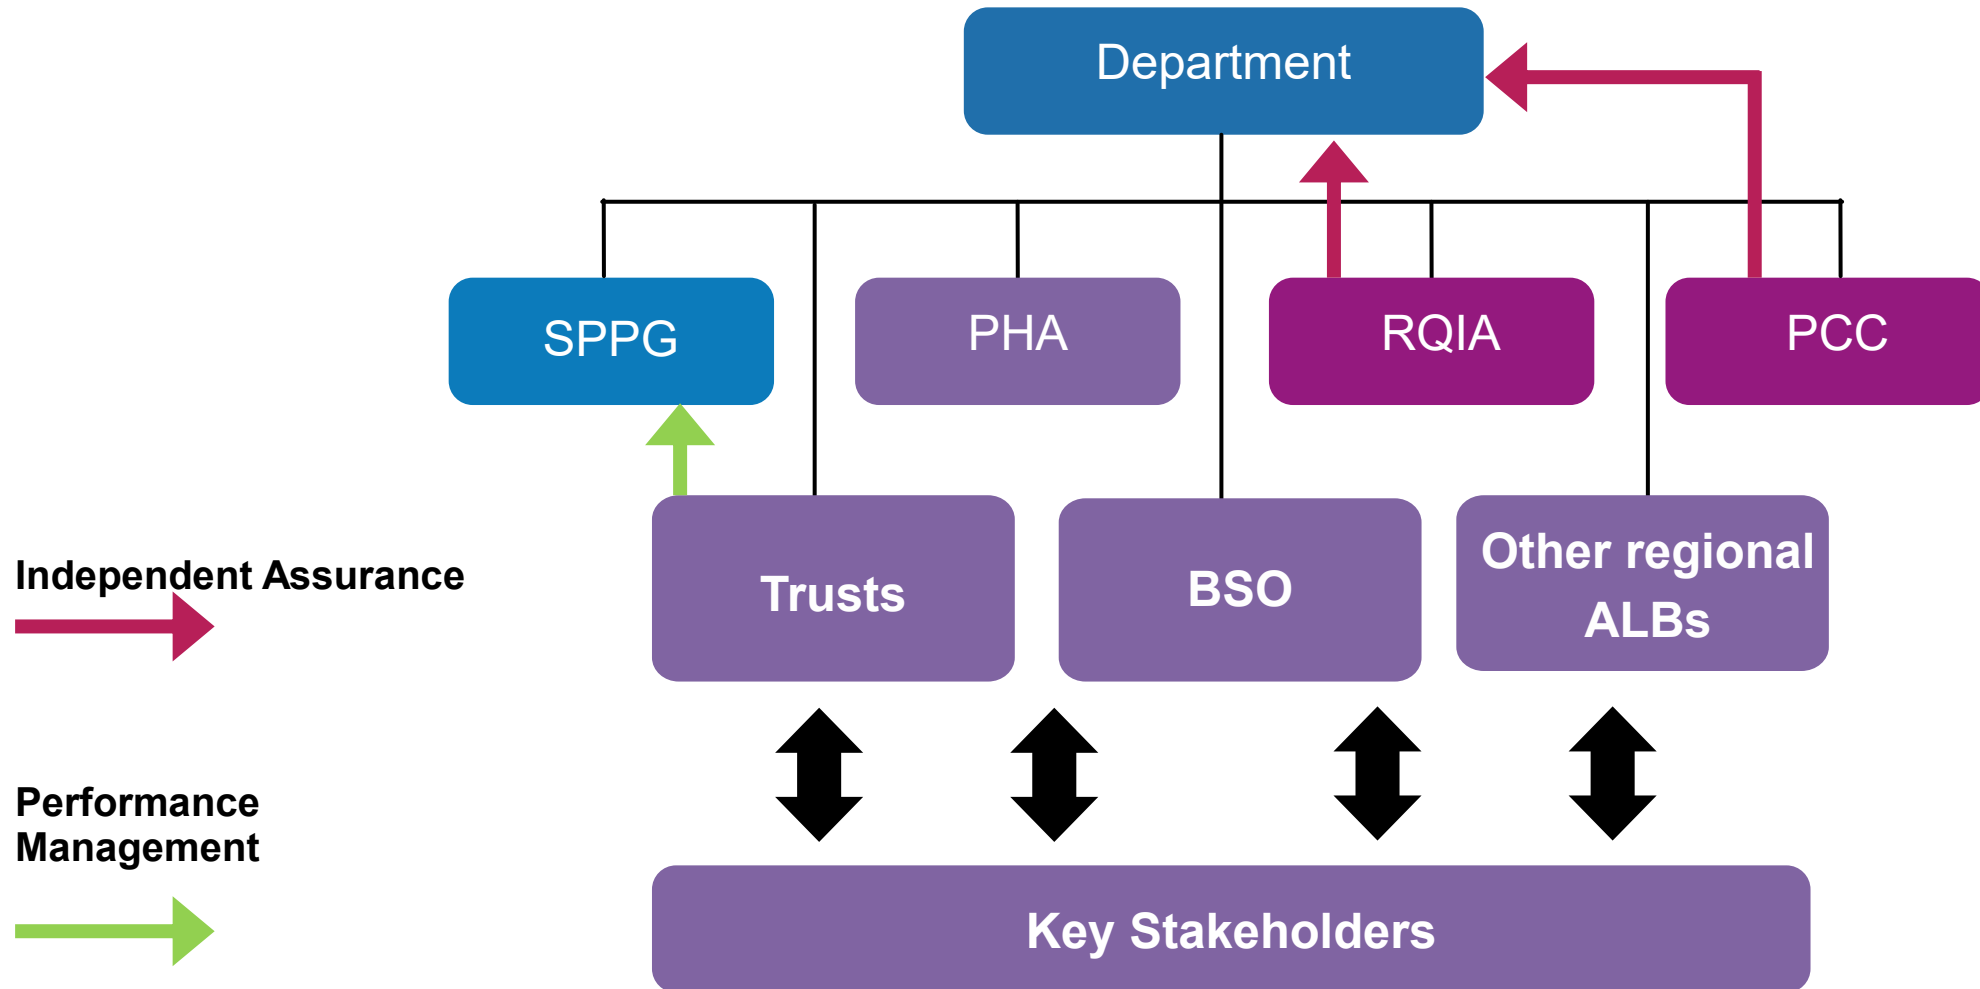 Department
SPPG
PHA
RQIA
PCC
Independent Assurance
Trusts
BSO
Other regional
ALBs
Performance
Management
Key Stakeholders